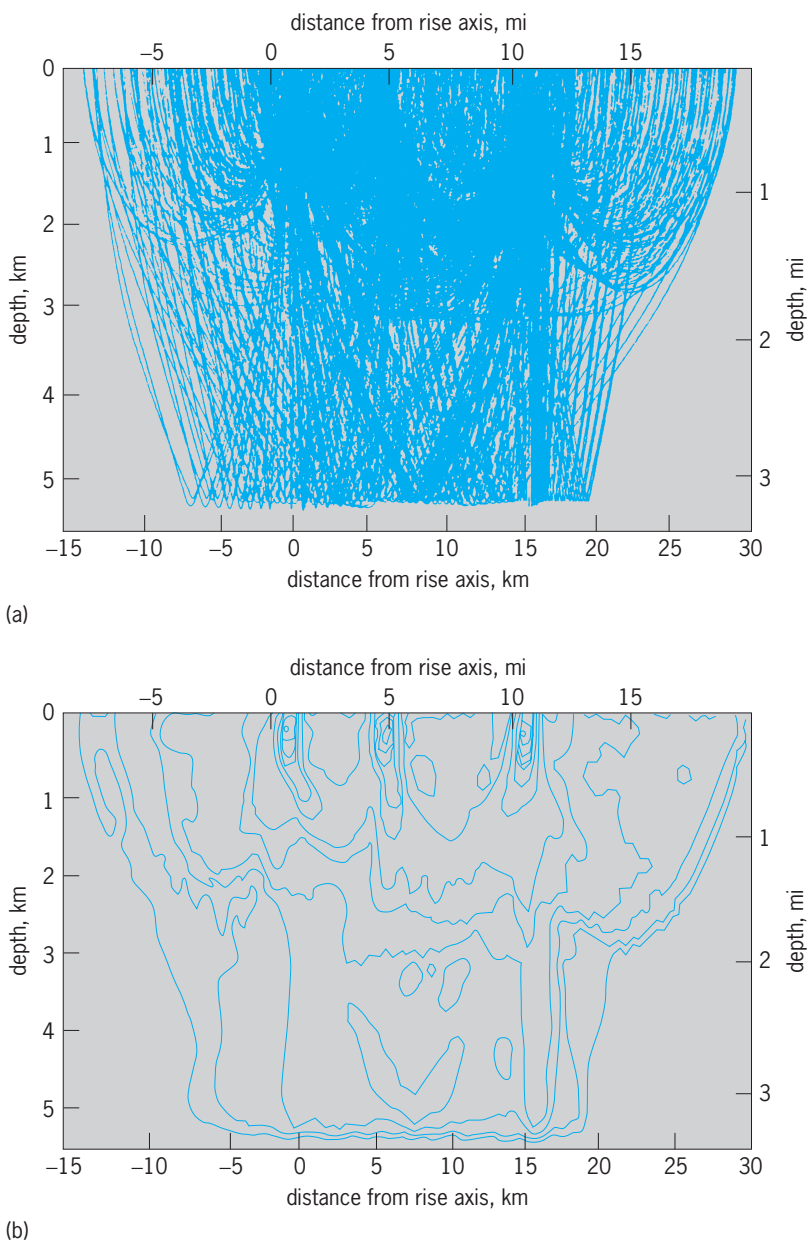 distance from rise axis, mi
–5 0 5 10 15
0
1
2
3
4
5
depth, km
1
2
3
depth, mi
–15 –10 –5 0 5 10 15 20 25 30
distance from rise axis, km
(a)
distance from rise axis, mi
–5 0 5 10 15
0
1
2
3
4
5
depth, km
1
2
3
depth, mi
–15 –10 –5 0 5 10 15 20 25 30
distance from rise axis, km
(b)